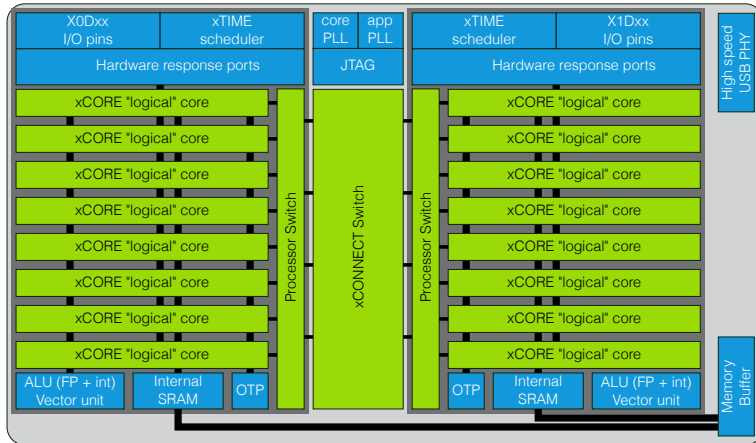 X0Dxx
I/O pins
xTIME
scheduler
core
PLL
app
PLL
xTIME
scheduler
X1Dxx
I/O pins
High speed
USB PHY
Hardware response ports
JTAG
Hardware response ports
xCORE "logical" core
xCORE "logical" core
xCORE "logical" core
xCORE "logical" core
xCORE "logical" core
xCORE "logical" core
xCORE "logical" core
xCORE "logical" core
Processor Switch
xCONNECT Switch
Processor Switch
xCORE "logical" core
xCORE "logical" core
xCORE "logical" core
xCORE "logical" core
xCORE "logical" core
xCORE "logical" core
xCORE "logical" core
xCORE "logical" core
ALU (FP + int)
Vector unit
Internal
SRAM
OTP
OTP
Internal
SRAM
ALU (FP + int)
Vector unit
Memory
Buffer